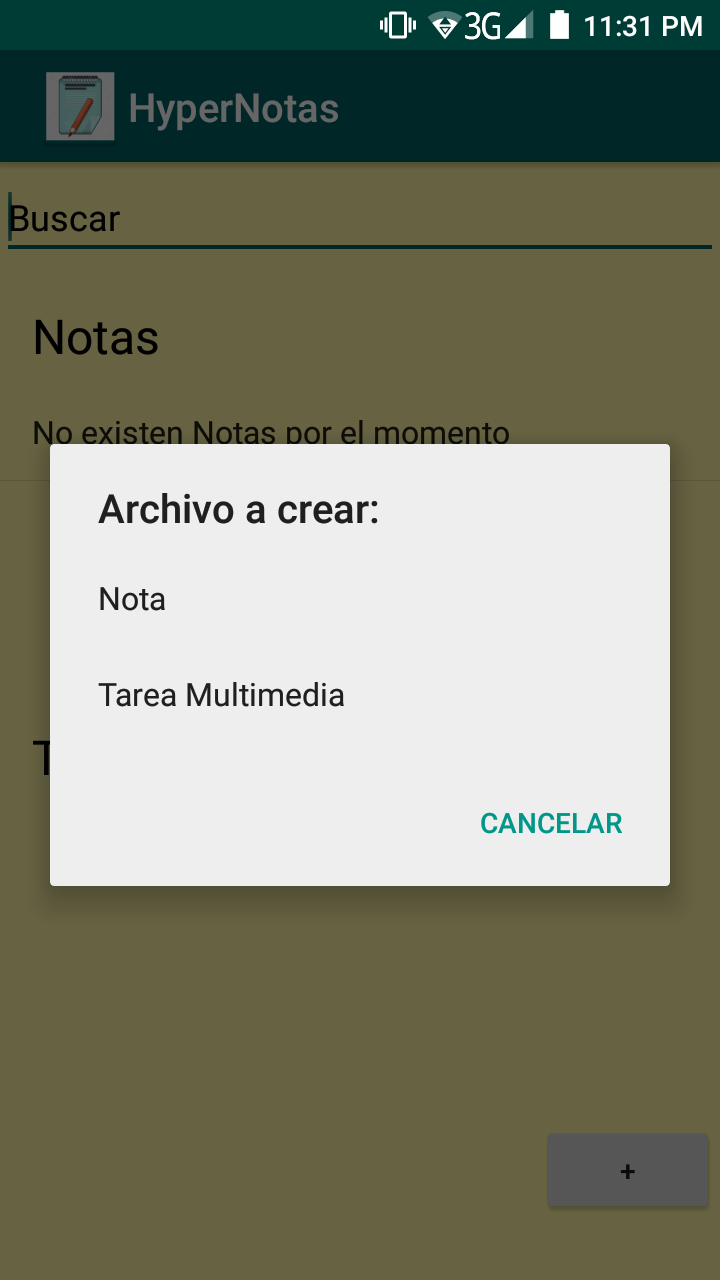 3G 11:31 PM
HyperNotas
Buscar
Notas
No existen Notas por el momento
Archivo a crear:
Nota
Tarea Multimedia
CANCELAR
+